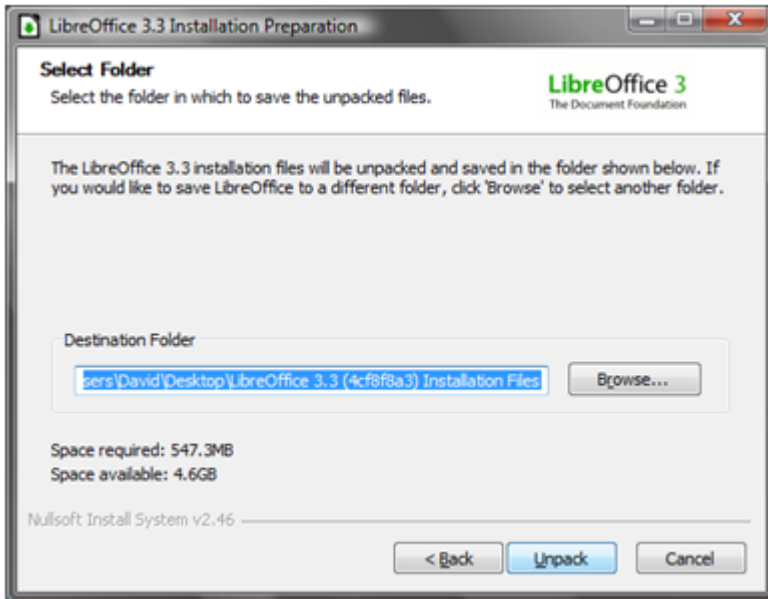 LibreOffice 3.3 Installation Preparation
Select Folder
Select the folder in which to save the unpacked files.
LibreOffice 3
The Document Foundation
The LibreOffice 3.3 installation files will be unpacked and saved in the folder shown below. If
you would like to save LibreOffice to a different folder, click 'Browse' to select another folder.
Destination Folder
sers\David\Desktop\LibreOffice 3.3 (4cf8f8a3) Installation Files
Browse...
Space required: 547.3MB
Space available: 4.6GB
Nullsoft Install System v2.46
< Back
Unpack
Cancel